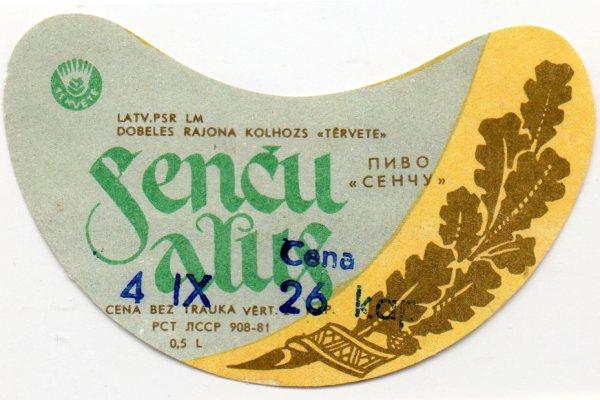 TĒRVETE
LATV.PSR LM
DOBELES RAJONA KOLHOZS «TĒRVETE»
Senču
alus
ПИВО
«СЕНЧУ»
Cena
4 IX 26 kap
CENA BEZ TRAUKA VĒRT. P.
РСТ ЛССР 908-81
0,5 L